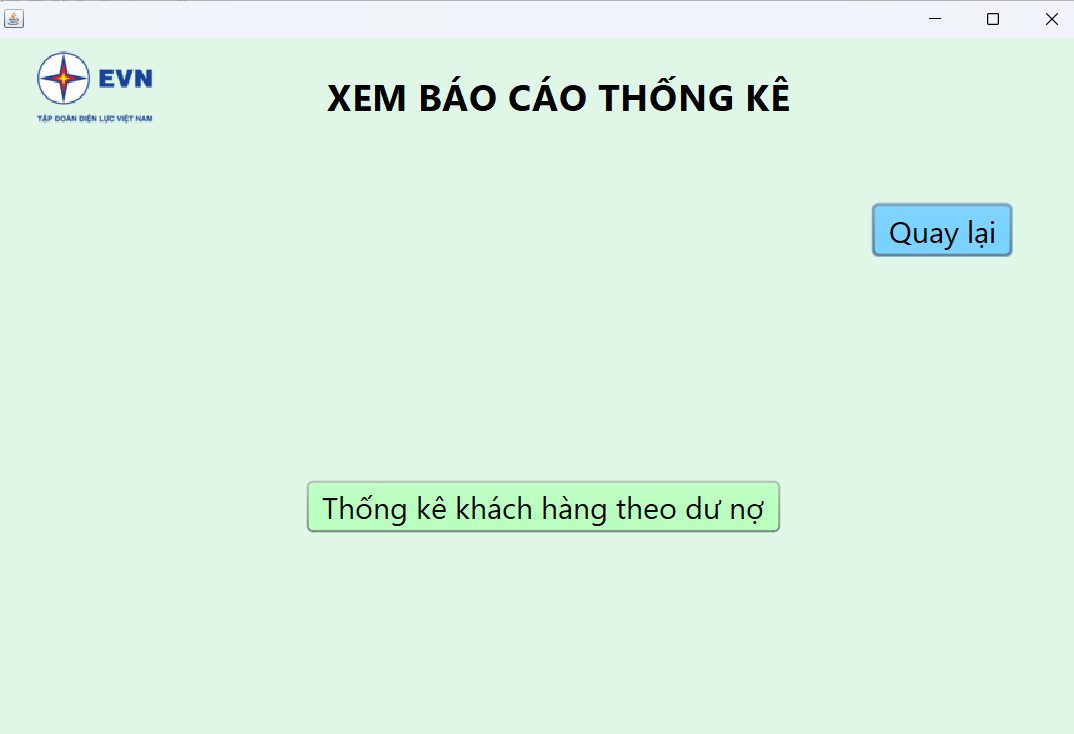 EVN
TẬP ĐOÀN ĐIỆN LỰC VIỆT NAM
XEM BÁO CÁO THỐNG KÊ
Quay lại
Thống kê khách hàng theo dư nợ